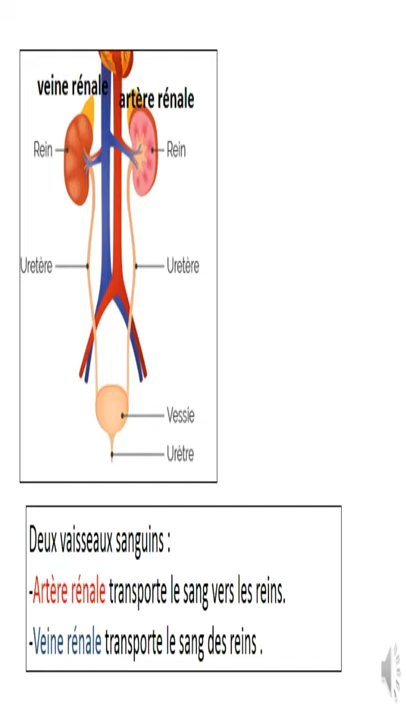 veine rénale
artère rénale
Rein
Rein
Uretère
Uretère
Vessie
Urètre
Deux vaisseaux sanguins :
-Artère rénale transporte le sang vers les reins.
-Veine rénale transporte le sang des reins .